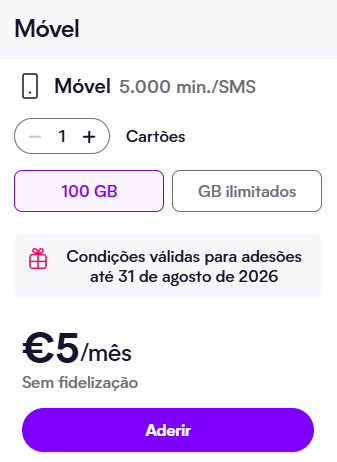 Móvel
Móvel 5.000 min./SMS
1 Cartões
100 GB GB ilimitados
Condições válidas para adesões
até 31 de agosto de 2026
€5/mês
Sem fidelização
Aderir